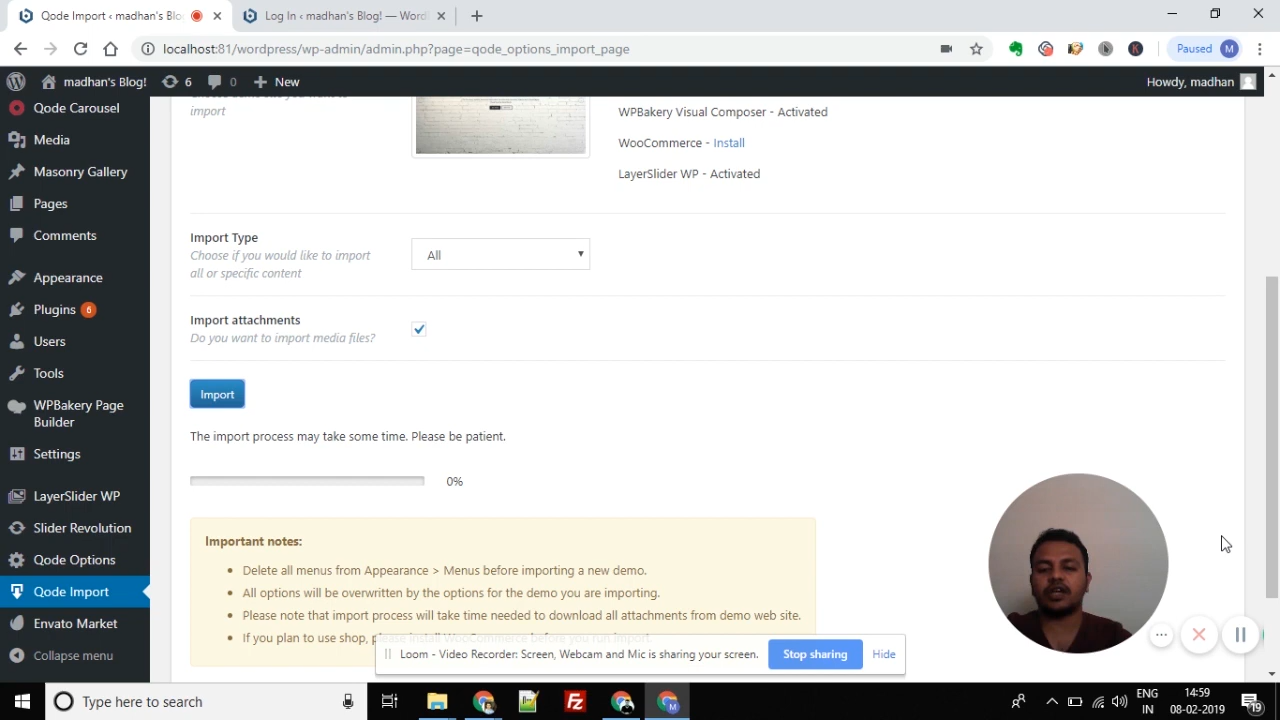 Qode Import ‹ madhan's Blo
Log In ‹ madhan's Blog! — Word
localhost:81/wordpress/wp-admin/admin.php?page=qode_options_import_page
Paused M
madhan's Blog! 6 0 New
Howdy, madhan
Qode Carousel
Media
Masonry Gallery
Pages
Comments
Appearance
Plugins 6
Users
Tools
WPBakery Page
Builder
Settings
LayerSlider WP
Slider Revolution
Qode Options
Qode Import
Envato Market
Collapse menu
import
WPBakery Visual Composer - Activated
WooCommerce - Install
LayerSlider WP - Activated
Import Type
Choose if you would like to import
all or specific content
All
Import attachments
Do you want to import media files?
Import
The import process may take some time. Please be patient.
0%
Important notes:
Delete all menus from Appearance > Menus before importing a new demo.
All options will be overwritten by the options for the demo you are importing.
Please note that import process will take time needed to download all attachments from demo web site.
If you plan to use shop, please install WooCommerce before you run import.
Loom - Video Recorder: Screen, Webcam and Mic is sharing your screen.
Stop sharing
Hide
Type here to search
ENG
IN
14:59
08-02-2019
19